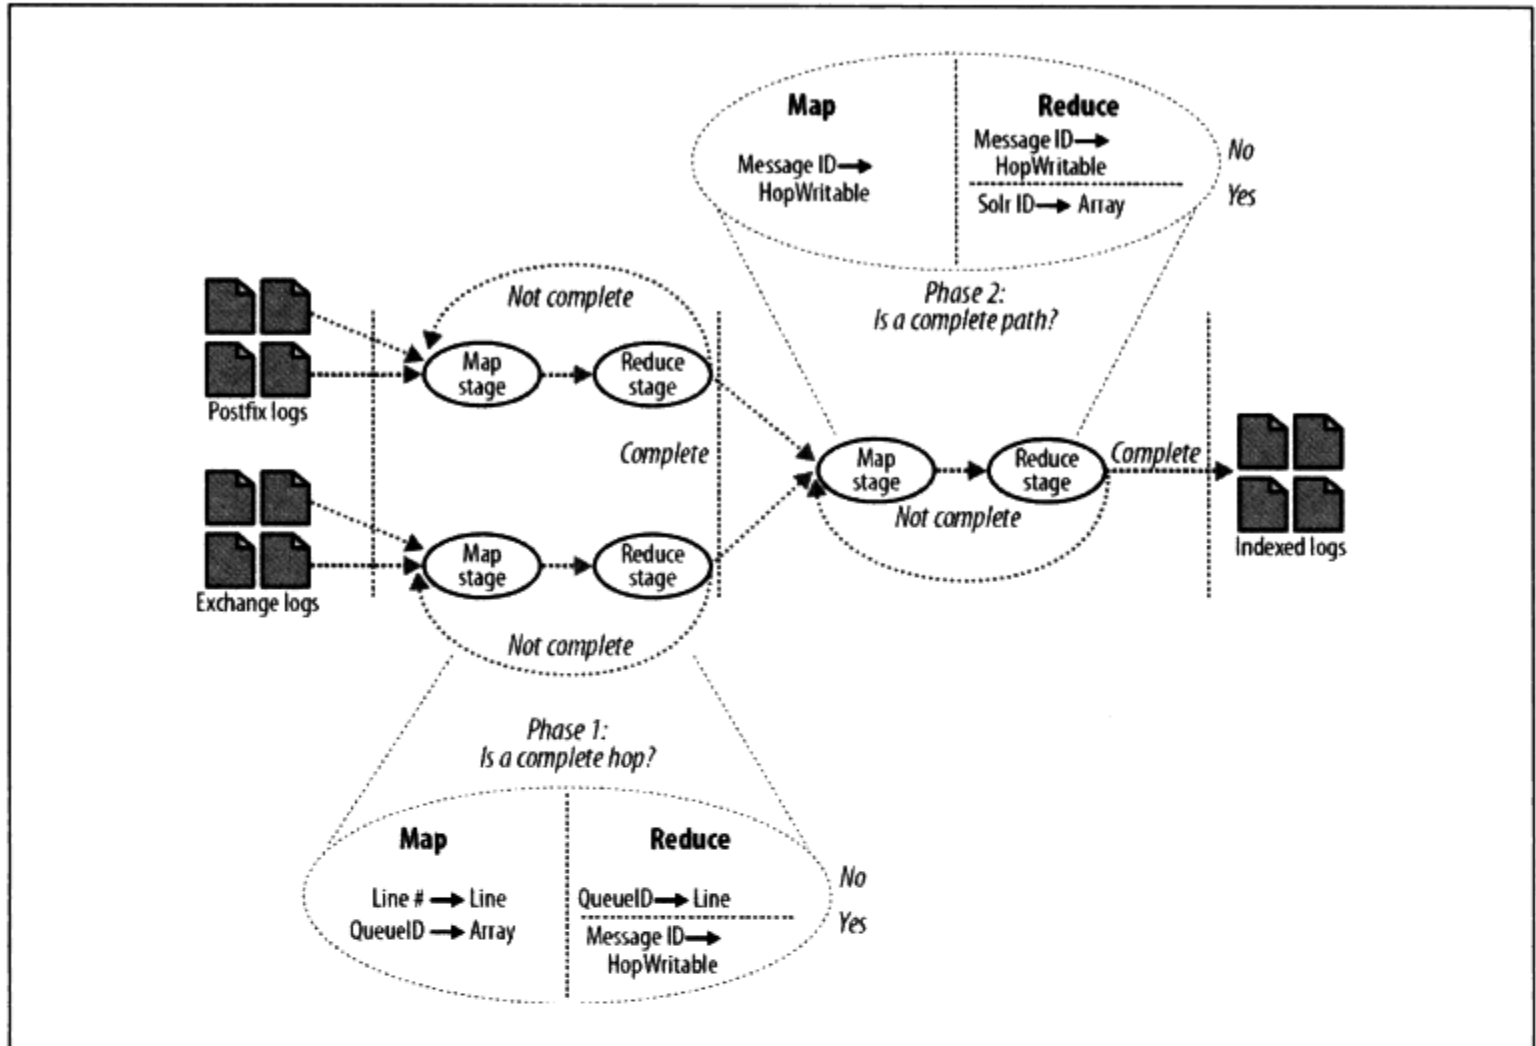 Map
Reduce
Message ID→
HopWritable
Message ID→
HopWritable
Solr ID→ Array
No
Yes
Phase 2:
Is a complete path?
Not complete
Map
stage
Reduce
stage
Postfix logs
Complete
Map
stage
Reduce
stage
Complete
Not complete
Indexed logs
Map
stage
Reduce
stage
Exchange logs
Not complete
Phase 1:
Is a complete hop?
Map
Reduce
Line # → Line
QueueID → Array
QueueID→ Line
Message ID→
HopWritable
No
Yes